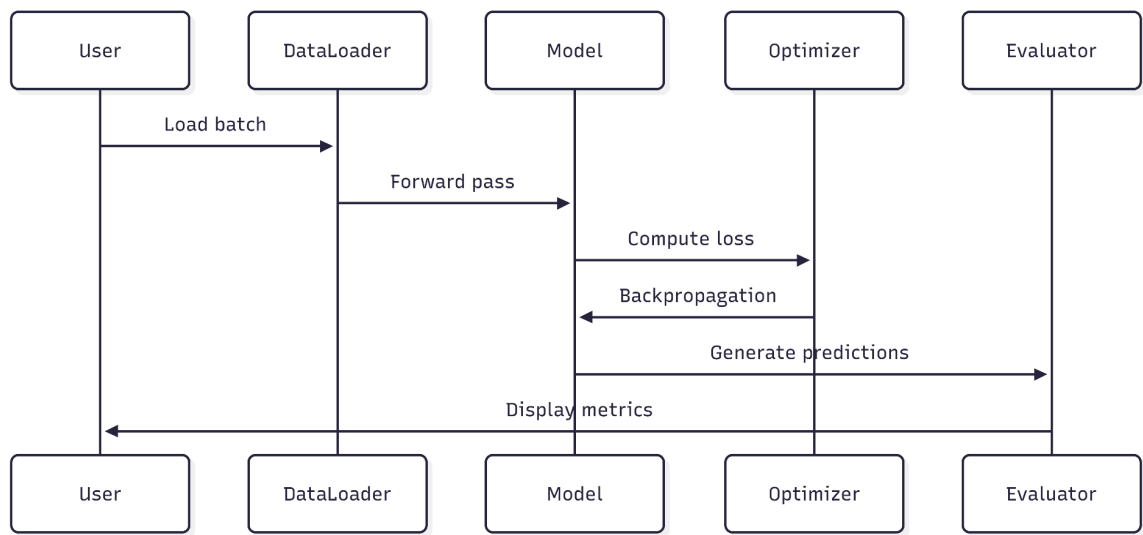 User
DataLoader
Model
Optimizer
Evaluator
Load batch
Forward pass
Compute loss
Backpropagation
Generate predictions
Display metrics
User
DataLoader
Model
Optimizer
Evaluator